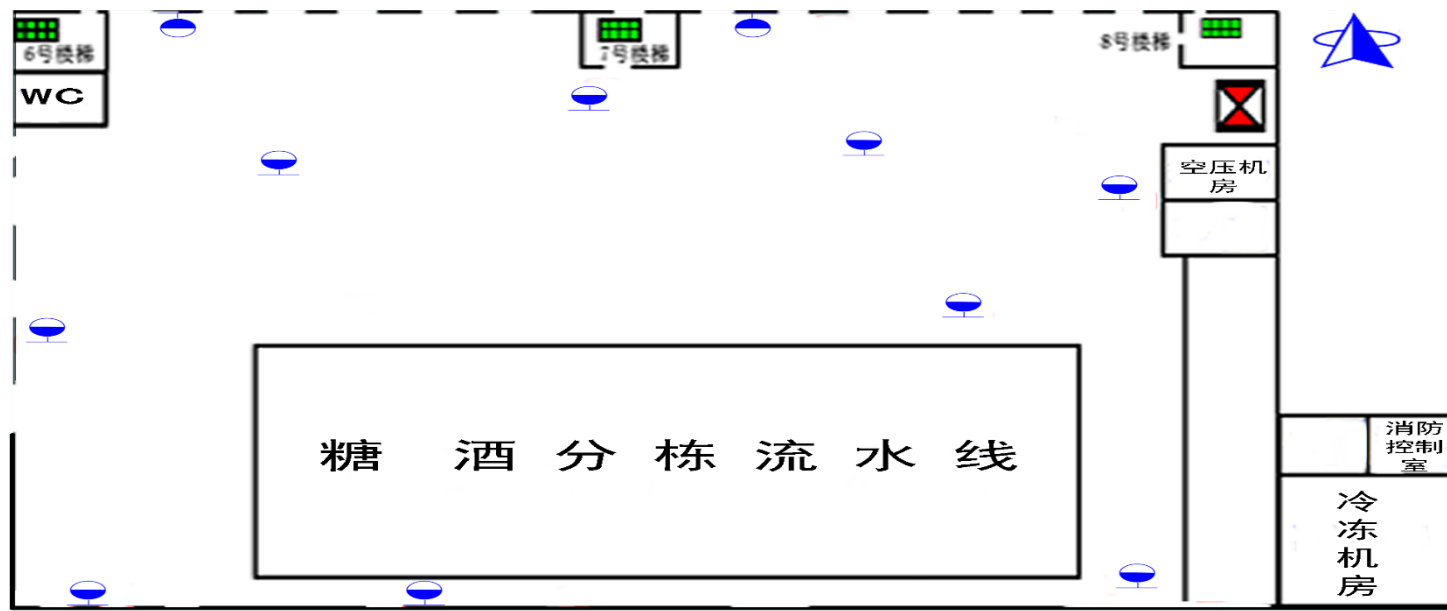 6号楼梯
7号楼梯
8号楼梯
WC
空压机
房
糖 酒 分 栋 流 水 线
消防
控制
室
冷
冻
机
房